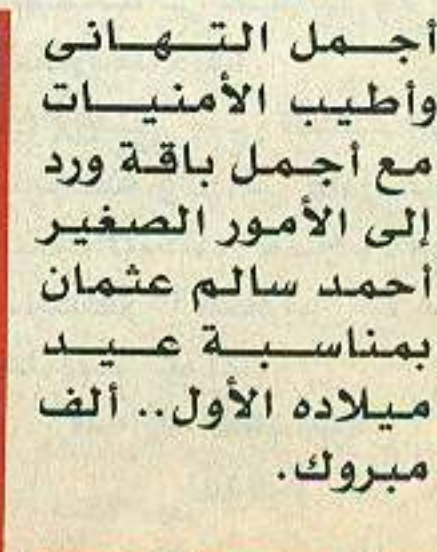 أجمل التهانى
وأطيب الأمنيات
مع أجمل باقة ورد
إلى الأمور الصغير
أحمد سالم عثمان
بمناسبة عيد
ميلاده الأول.. ألف
مبروك.